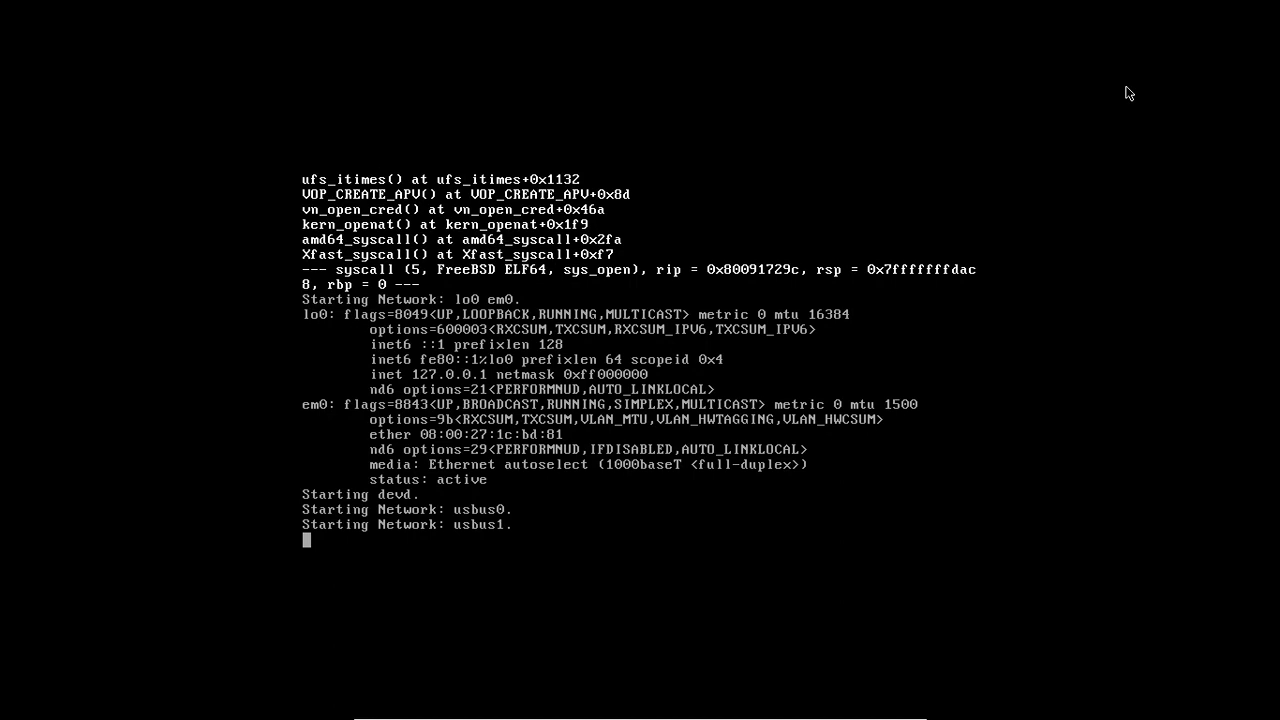 ufs_itimes() at ufs_itimes+0x1132
VOP_CREATE_APV() at VOP_CREATE_APV+0x8d
vn_open_cred() at vn_open_cred+0x46a
kern_openat() at kern_openat+0x1f9
amd64_syscall() at amd64_syscall+0x2fa
Xfast_syscall() at Xfast_syscall+0xf7
--- syscall (5, FreeBSD ELF64, sys_open), rip = 0x80091729c, rsp = 0x7fffffffdac
8, rbp = 0 ---
Starting Network: lo0 em0.
lo0: flags=8049<UP,LOOPBACK,RUNNING,MULTICAST> metric 0 mtu 16384
        options=600003<RXCSUM,TXCSUM,RXCSUM_IPV6,TXCSUM_IPV6>
        inet6 ::1 prefixlen 128
        inet6 fe80::1%lo0 prefixlen 64 scopeid 0x4
        inet 127.0.0.1 netmask 0xff000000
        nd6 options=21<PERFORMNUD,AUTO_LINKLOCAL>
em0: flags=8843<UP,BROADCAST,RUNNING,SIMPLEX,MULTICAST> metric 0 mtu 1500
        options=9b<RXCSUM,TXCSUM,VLAN_MTU,VLAN_HWTAGGING,VLAN_HWCSUM>
        ether 08:00:27:1c:bd:81
        nd6 options=29<PERFORMNUD,IFDISABLED,AUTO_LINKLOCAL>
        media: Ethernet autoselect (1000baseT <full-duplex>)
        status: active
Starting devd.
Starting Network: usbus0.
Starting Network: usbus1.